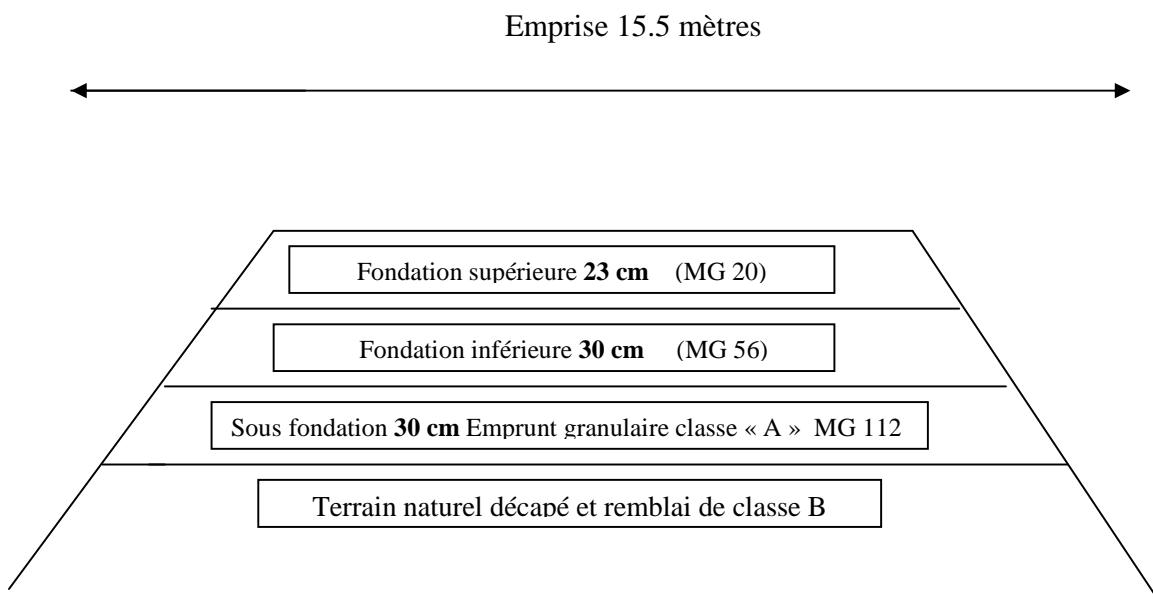 Emprise 15.5 mètres
Fondation supérieure 23 cm (MG 20)
Fondation inférieure 30 cm (MG 56)
Sous fondation 30 cm Emprunt granulaire classe « A » MG 112
Terrain naturel décapé et remblai de classe B